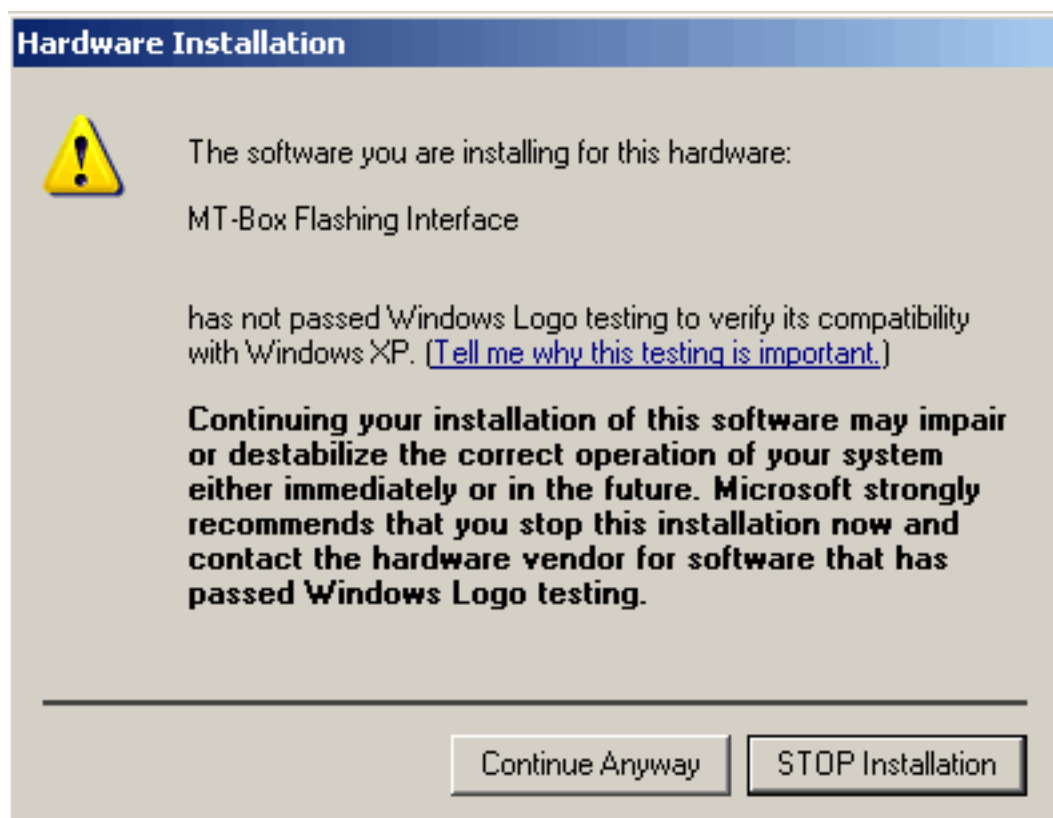 Hardware Installation
The software you are installing for this hardware:
MT-Box Flashing Interface
has not passed Windows Logo testing to verify its compatibility
with Windows XP. (Tell me why this testing is important.)
Continuing your installation of this software may impair
or destabilize the correct operation of your system
either immediately or in the future. Microsoft strongly
recommends that you stop this installation now and
contact the hardware vendor for software that has
passed Windows Logo testing.
Continue Anyway
STOP Installation